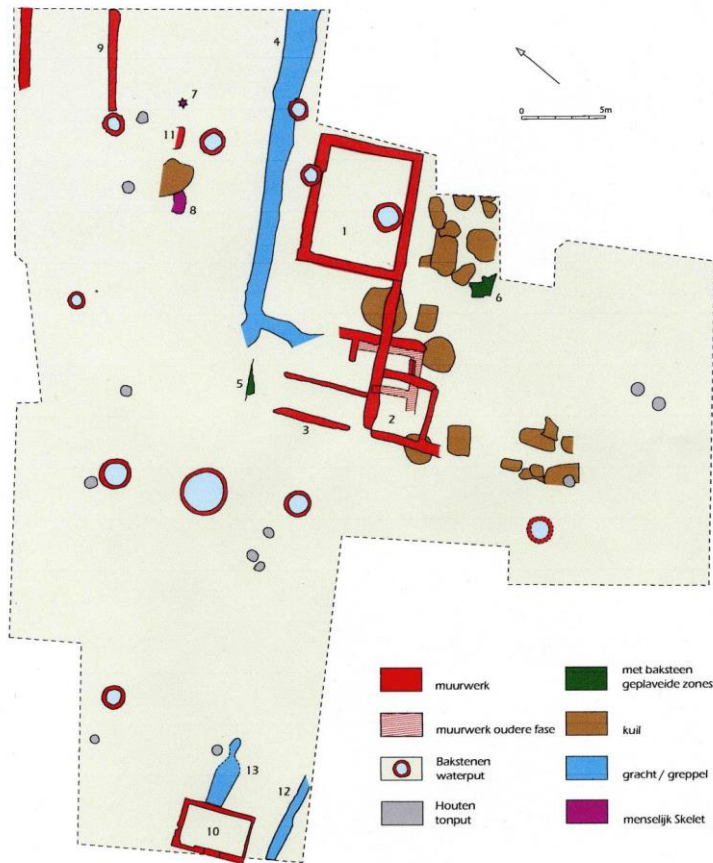 9
4
7
11
8
0
5m
1
6
5
3
2
13
12
10
muurwerk
met baksteen
geplaveide zones
muurwerk oudere fase
kuil
Bakstenen
waterput
gracht / greppel
Houten
tonput
menselijk Skelet